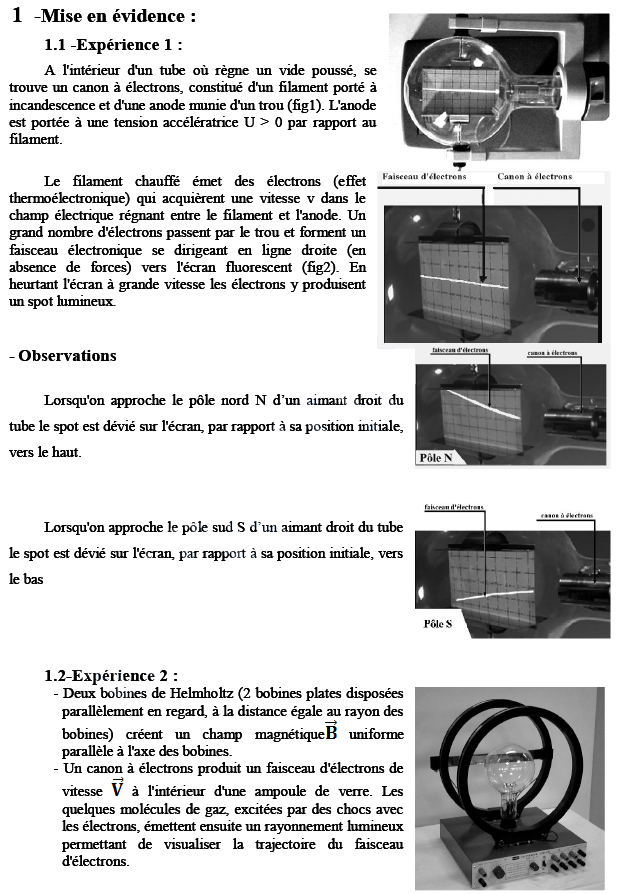 1 -Mise en évidence :
1.1 -Expérience 1 :
A l'intérieur d'un tube où règne un vide poussé, se
trouve un canon à électrons, constitué d'un filament porté à
incandescence et d'une anode munie d'un trou (fig1). L'anode
est portée à une tension accélératrice U > 0 par rapport au
filament.
Le filament chauffé émet des électrons (effet
thermoélectronique) qui acquièrent une vitesse v dans le
champ électrique régnant entre le filament et l'anode. Un
grand nombre d'électrons passent par le trou et forment un
faisceau électronique se dirigeant en ligne droite (en
absence de forces) vers l'écran fluorescent (fig2). En
heurtant l'écran à grande vitesse les électrons y produisent
un spot lumineux.
Faisceau d'électrons Canon à électrons
- Observations
Lorsqu'on approche le pôle nord N d’un aimant droit du
tube le spot est dévié sur l'écran, par rapport à sa position initiale,
vers le haut.
faisceau d'électrons canon à électrons
Pôle N
Lorsqu'on approche le pôle sud S d’un aimant droit du tube
le spot est dévié sur l'écran, par rapport à sa position initiale, vers
le bas
faisceau d'électrons canon à électrons
Pôle S
1.2-Expérience 2 :
- Deux bobines de Helmholtz (2 bobines plates disposées
parallèlement en regard, à la distance égale au rayon des
bobines) créent un champ magnétique B⃗ uniforme
parallèle à l'axe des bobines.
- Un canon à électrons produit un faisceau d'électrons de
vitesse V⃗ à l'intérieur d'une ampoule de verre. Les
quelques molécules de gaz, excitées par des chocs avec
les électrons, émettent ensuite un rayonnement lumineux
permettant de visualiser la trajectoire du faisceau
d'électrons.